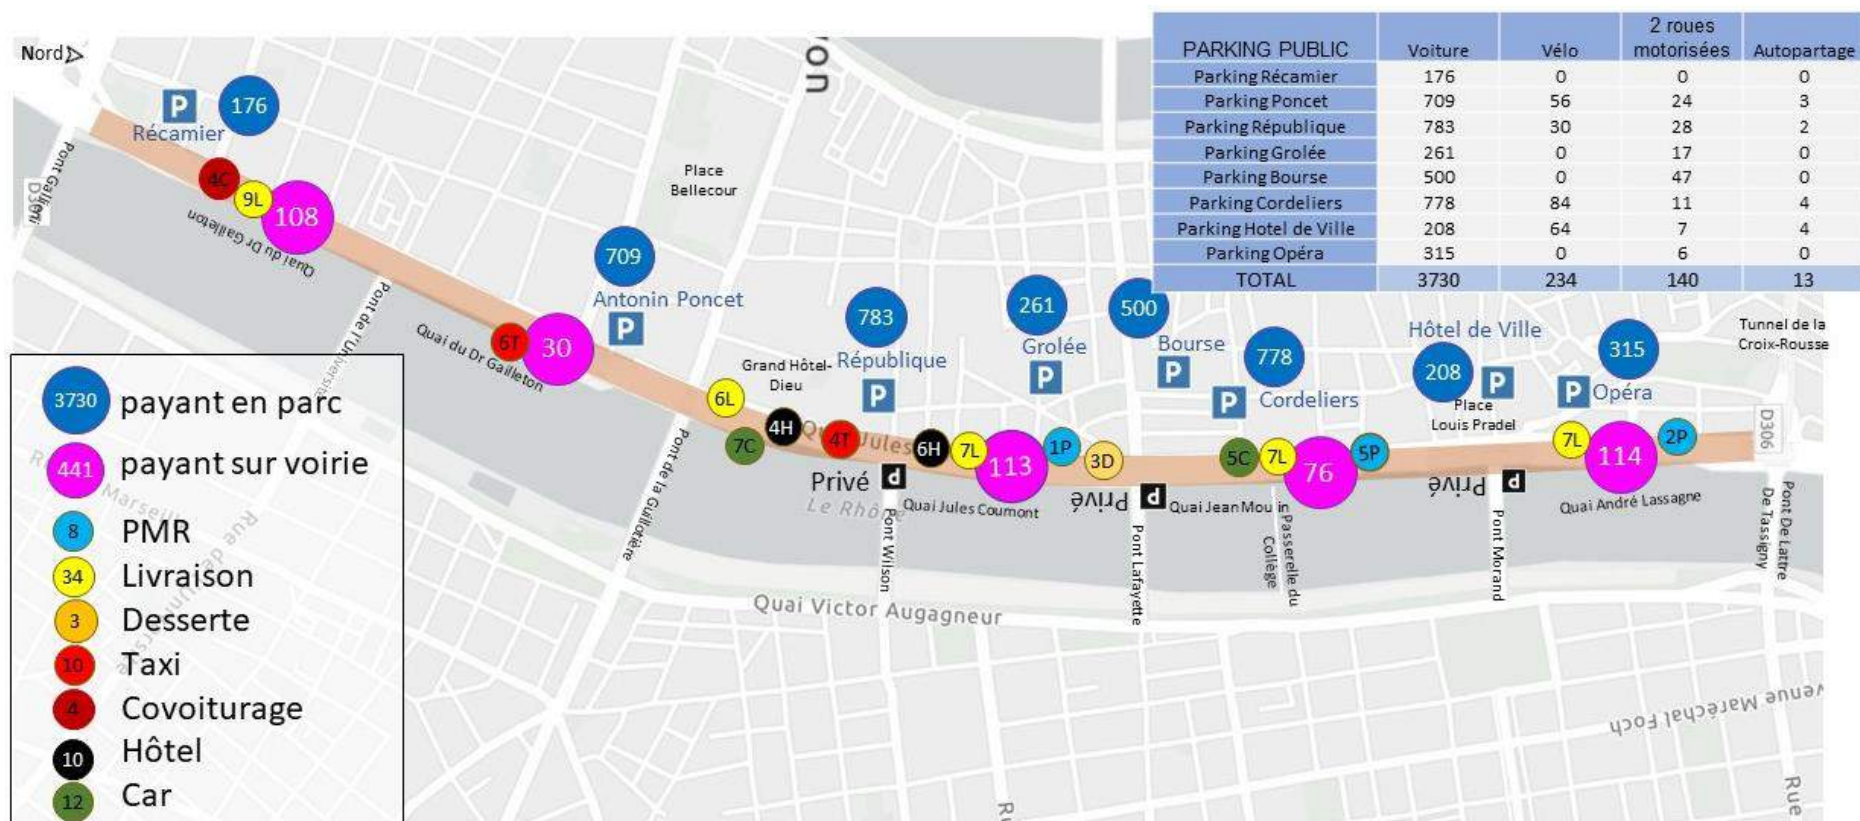 Nord
PARKING PUBLIC Voiture Vélo 2 roues motorisées Autopartage
Parking Récamier 176 0 0 0
Parking Poncet 709 56 24 3
Parking République 783 30 28 2
Parking Grolée 261 0 17 0
Parking Bourse 500 0 47 0
Parking Cordeliers 778 84 11 4
Parking Hotel de Ville 208 64 7 4
Parking Opéra 315 0 6 0
TOTAL 3730 234 140 13
yon
P 176
Récamier
Pont Gallieni
4C
9L
108
Quai du Dr Gailleton
Place
Bellecour
709
Antonin Poncet
P
Pont de l'Université
6T
30
Quai du Dr Gailleton
783
République
P
261
Grolée
P
500
Bourse
P
778
Cordeliers
P
Hôtel de Ville
208
P
Place
Louis Pradel
315
P Opéra
Tunnel de la
Croix-Rousse
D306
Grand Hôtel-
Dieu
6L
7C
4H
4T
Quai Jules
6H
7L
113
1P
3D
5C
7L
76
5P
7L
114
2P
Pont de la Guillotière
Privé P
Le Rhône
Quai Jules Coumont
Privé P
Quai Jean Moulin
Privé P
Quai André Lassagne
Pont Wilson
Pont Lafayette
Passerelle du
Collège
Pont Morand
Pont De Lattre
De Tassigny
Quai Victor Augagneur
venue Maréchal Foch
Ru
Rue
3730 payant en parc
441 payant sur voirie
8 PMR
34 Livraison
3 Desserte
10 Taxi
4 Covoiturage
10 Hôtel
12 Car